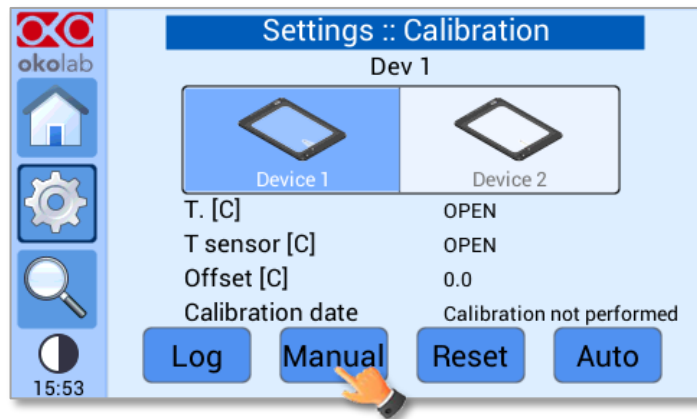 Settings :: Calibration
okolab
Dev 1
Device 1 Device 2
T. [C] OPEN
T sensor [C] OPEN
Offset [C] 0.0
Calibration date Calibration not performed
Log Manual Reset Auto
15:53